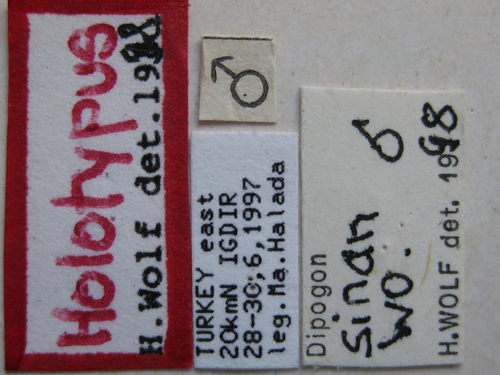 Holotypus
H.Wolf det.1998
♂
TURKEY east
20kmN IGDIR
28-30,6,1997
leg.Ma.Halada
Dipogon
Sinan ♂
WO.
H.WOLF det. 1998